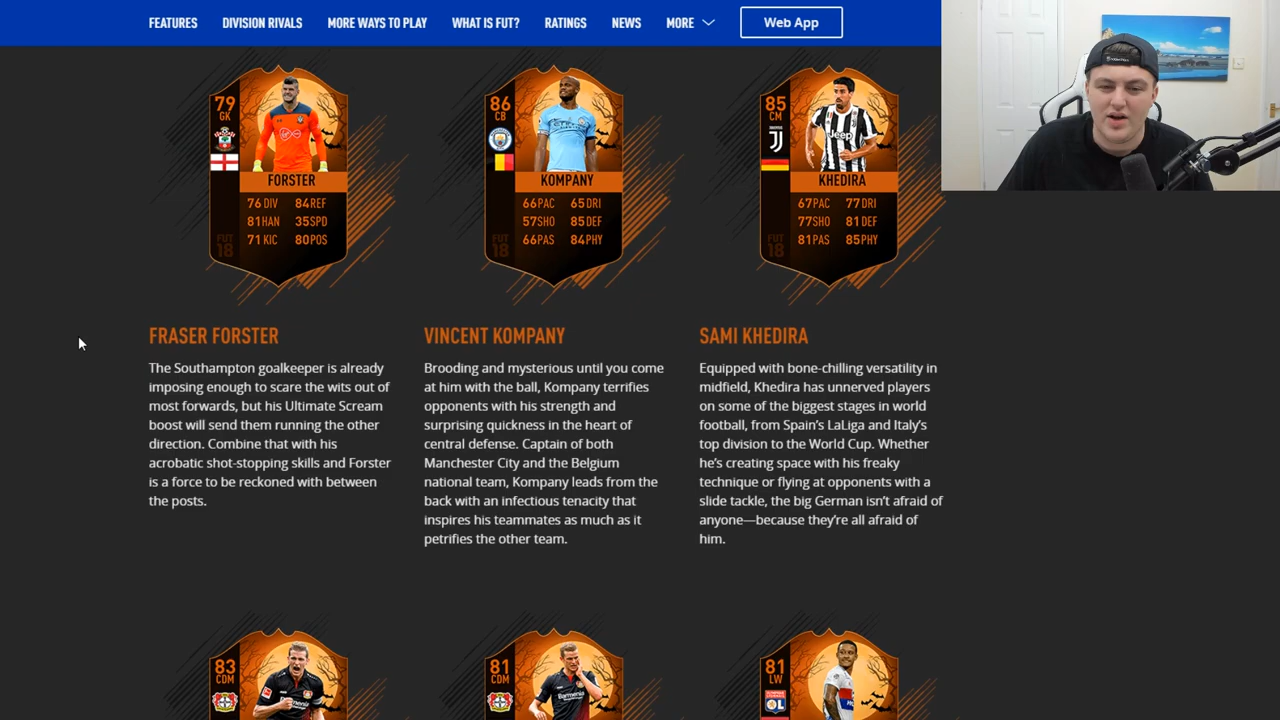 FEATURES DIVISION RIVALS MORE WAYS TO PLAY WHAT IS FUT? RATINGS NEWS MORE Web App
79
GK
FORSTER
76 DIV 84 REF
81 HAN 35 SPD
71 KIC 80 POS
FUT
18
86
CB
KOMPANY
66 PAC 65 DRI
57 SHO 85 DEF
66 PAS 84 PHY
FUT
18
85
CM
Jeep
KHEDIRA
67 PAC 77 DRI
77 SHO 81 DEF
81 PAS 85 PHY
FUT
18
FRASER FORSTER
The Southampton goalkeeper is already
imposing enough to scare the wits out of
most forwards, but his Ultimate Scream
boost will send them running the other
direction. Combine that with his
acrobatic shot-stopping skills and Forster
is a force to be reckoned with between
the posts.
VINCENT KOMPANY
Brooding and mysterious until you come
at him with the ball, Kompany terrifies
opponents with his strength and
surprising quickness in the heart of
central defense. Captain of both
Manchester City and the Belgium
national team, Kompany leads from the
back with an infectious tenacity that
inspires his teammates as much as it
petrifies the other team.
SAMI KHEDIRA
Equipped with bone-chilling versatility in
midfield, Khedira has unnerved players
on some of the biggest stages in world
football, from Spain’s LaLiga and Italy’s
top division to the World Cup. Whether
he’s creating space with his freaky
technique or flying at opponents with a
slide tackle, the big German isn’t afraid of
anyone—because they’re all afraid of
him.
83
CDM
81
CDM
81
LW
OL